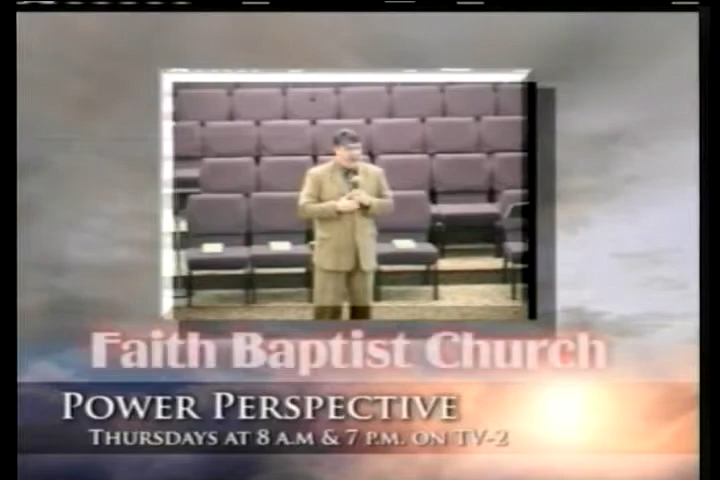 Faith Baptist Church
POWER PERSPECTIVE
THURSDAYS AT 8 A.M & 7 P.M. ON TV-2